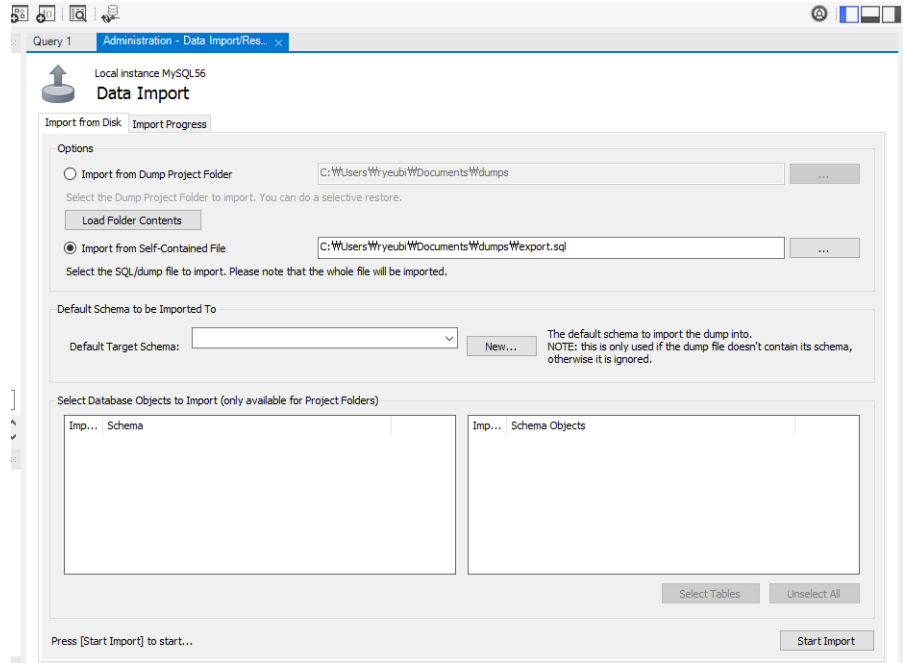 Query 1
Administration - Data Import/Res... ×
Local instance MySQL56
Data Import
Import from Disk
Import Progress
Options
Import from Dump Project Folder
C:₩Users₩ryeubi₩Documents₩dumps
...
Select the Dump Project Folder to import. You can do a selective restore.
Load Folder Contents
Import from Self-Contained File
C:₩Users₩ryeubi₩Documents₩dumps₩export.sql
...
Select the SQL/dump file to import. Please note that the whole file will be imported.
Default Schema to be Imported To
Default Target Schema:
New...
The default schema to import the dump into.
NOTE: this is only used if the dump file doesn't contain its schema,
otherwise it is ignored.
Select Database Objects to Import (only available for Project Folders)
Imp... Schema
Imp... Schema Objects
Select Tables
Unselect All
Press [Start Import] to start...
Start Import